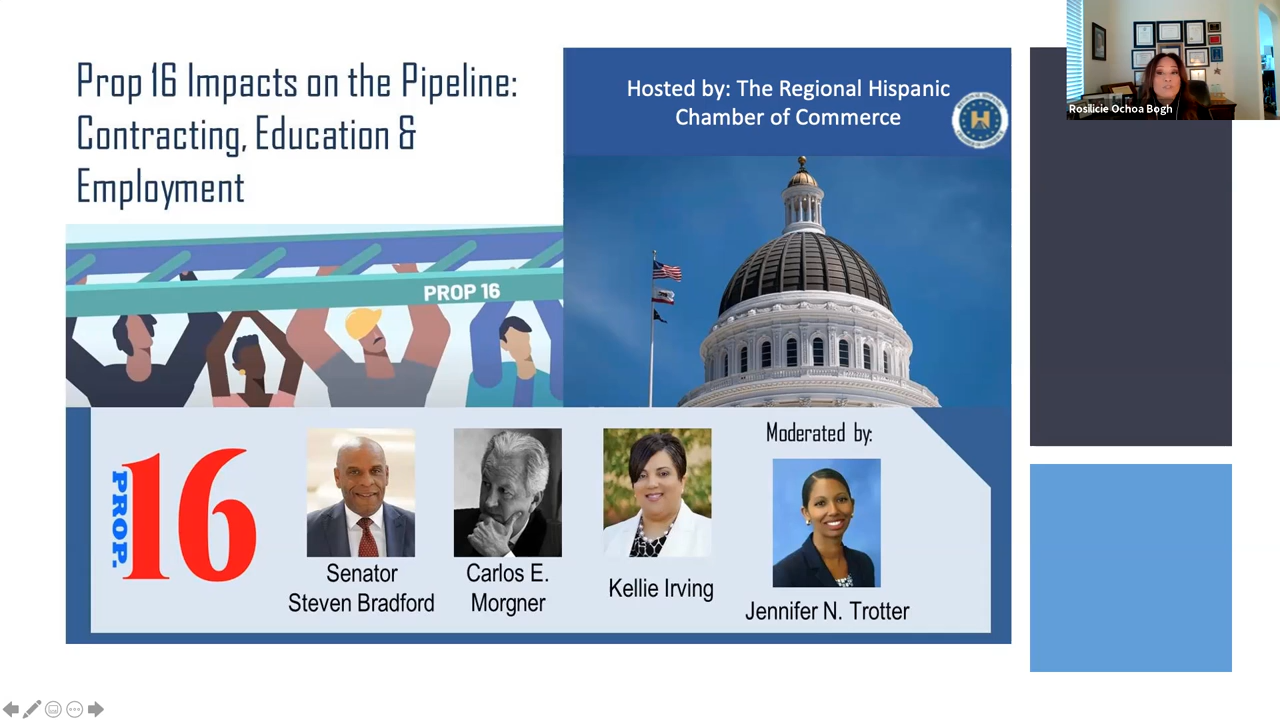 Prop 16 Impacts on the Pipeline:
Contracting, Education &
Employment
Hosted by: The Regional Hispanic
Chamber of Commerce
Rosilicie Ochoa Bogh
PROP 16
PROP.
16
Senator
Steven Bradford
Carlos E.
Morgner
Kellie Irving
Moderated by:
Jennifer N. Trotter